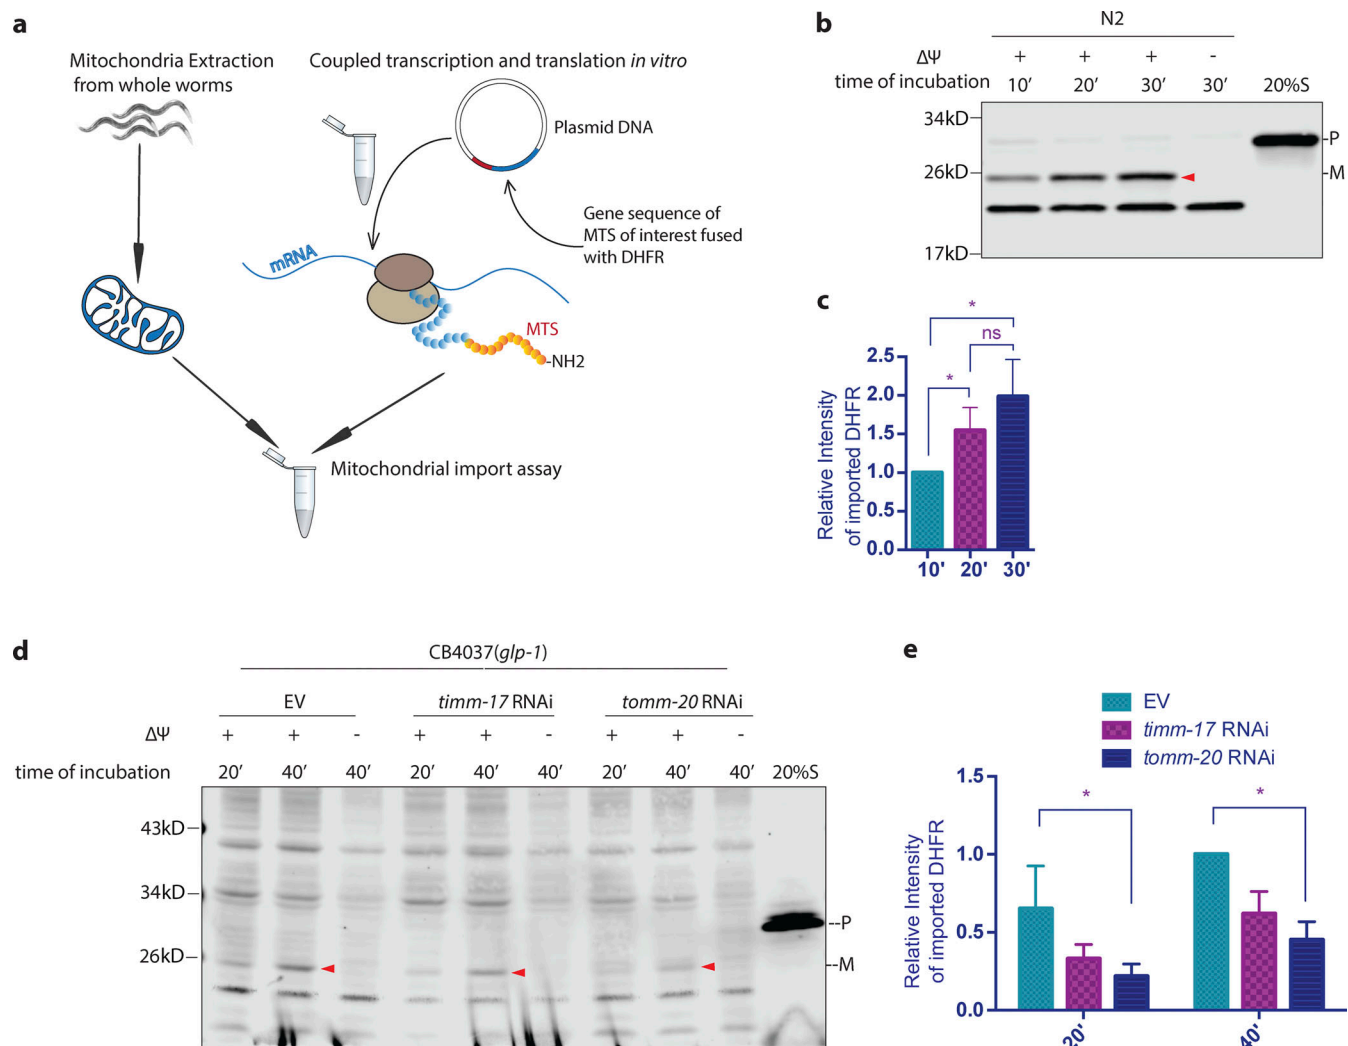 a
Mitochondria Extraction
from whole worms
Coupled transcription and translation in vitro
Plasmid DNA
Gene sequence of
MTS of interest fused
with DHFR
mRNA
MTS
-NH2
Mitochondrial import assay
b
N2
ΔΨ + + + -
time of incubation 10’ 20’ 30’ 30’ 20%S
34kD
26kD
17kD
-P
-M
c
Relative Intensity
of imported DHFR
2.5
2.0
1.5
1.0
0.5
0.0
*
ns
*
10' 20' 30'
d
CB4037(glp-1)
EV timm-17 RNAi tomm-20 RNAi
ΔΨ + + - + + - + + -
time of incubation 20’ 40’ 40’ 20’ 40’ 40’ 20’ 40’ 40’ 20%S
43kD
34kD
26kD
--P
--M
e
EV
timm-17 RNAi
tomm-20 RNAi
Relative Intensity
of imported DHFR
1.5
1.0
0.5
0.0
* *
20' 40'